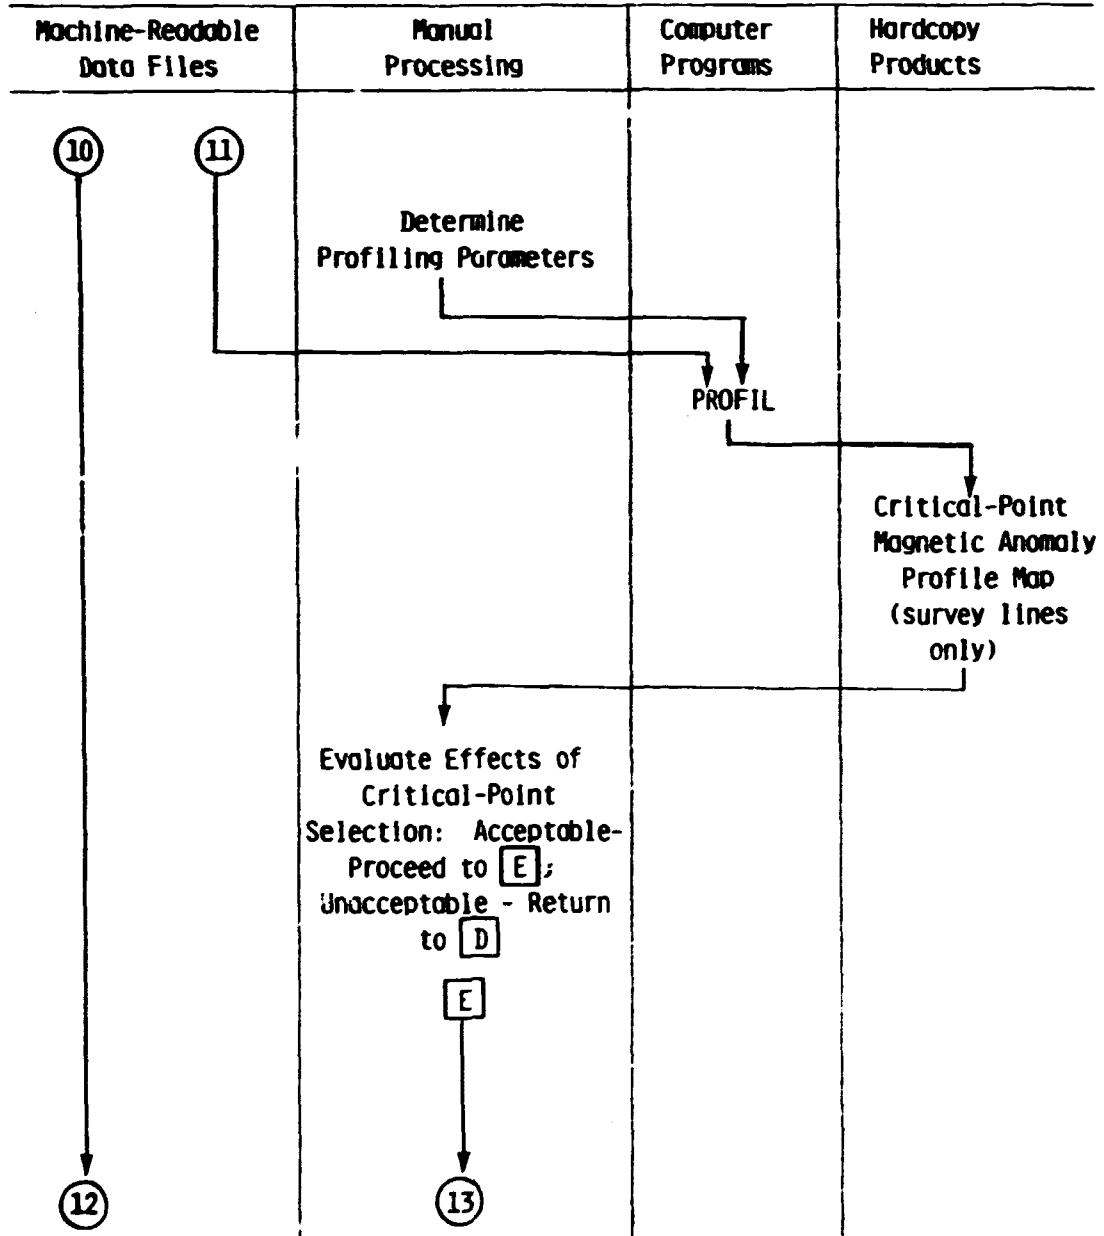 Machine-Readable
Data Files
Manual
Processing
Computer
Programs
Hardcopy
Products
10
11
Determine
Profiling Parameters
PROFIL
Critical-Point
Magnetic Anomaly
Profile Map
(survey lines
only)
Evaluate Effects of
Critical-Point
Selection: Acceptable-
Proceed to E;
Unacceptable - Return
to D
E
12
13